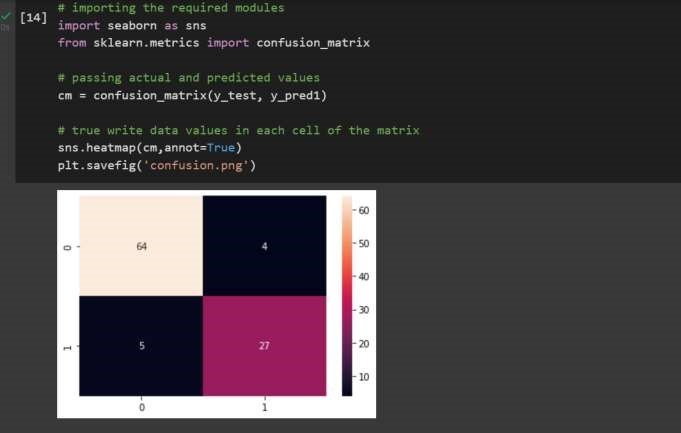 # importing the required modules
[14] import seaborn as sns
0s
from sklearn.metrics import confusion_matrix
# passing actual and predicted values
cm = confusion_matrix(y_test, y_pred1)
# true write data values in each cell of the matrix
sns.heatmap(cm,annot=True)
plt.savefig('confusion.png')
60
0 64 4
50
40
30
20
1 5 27
10
0 1